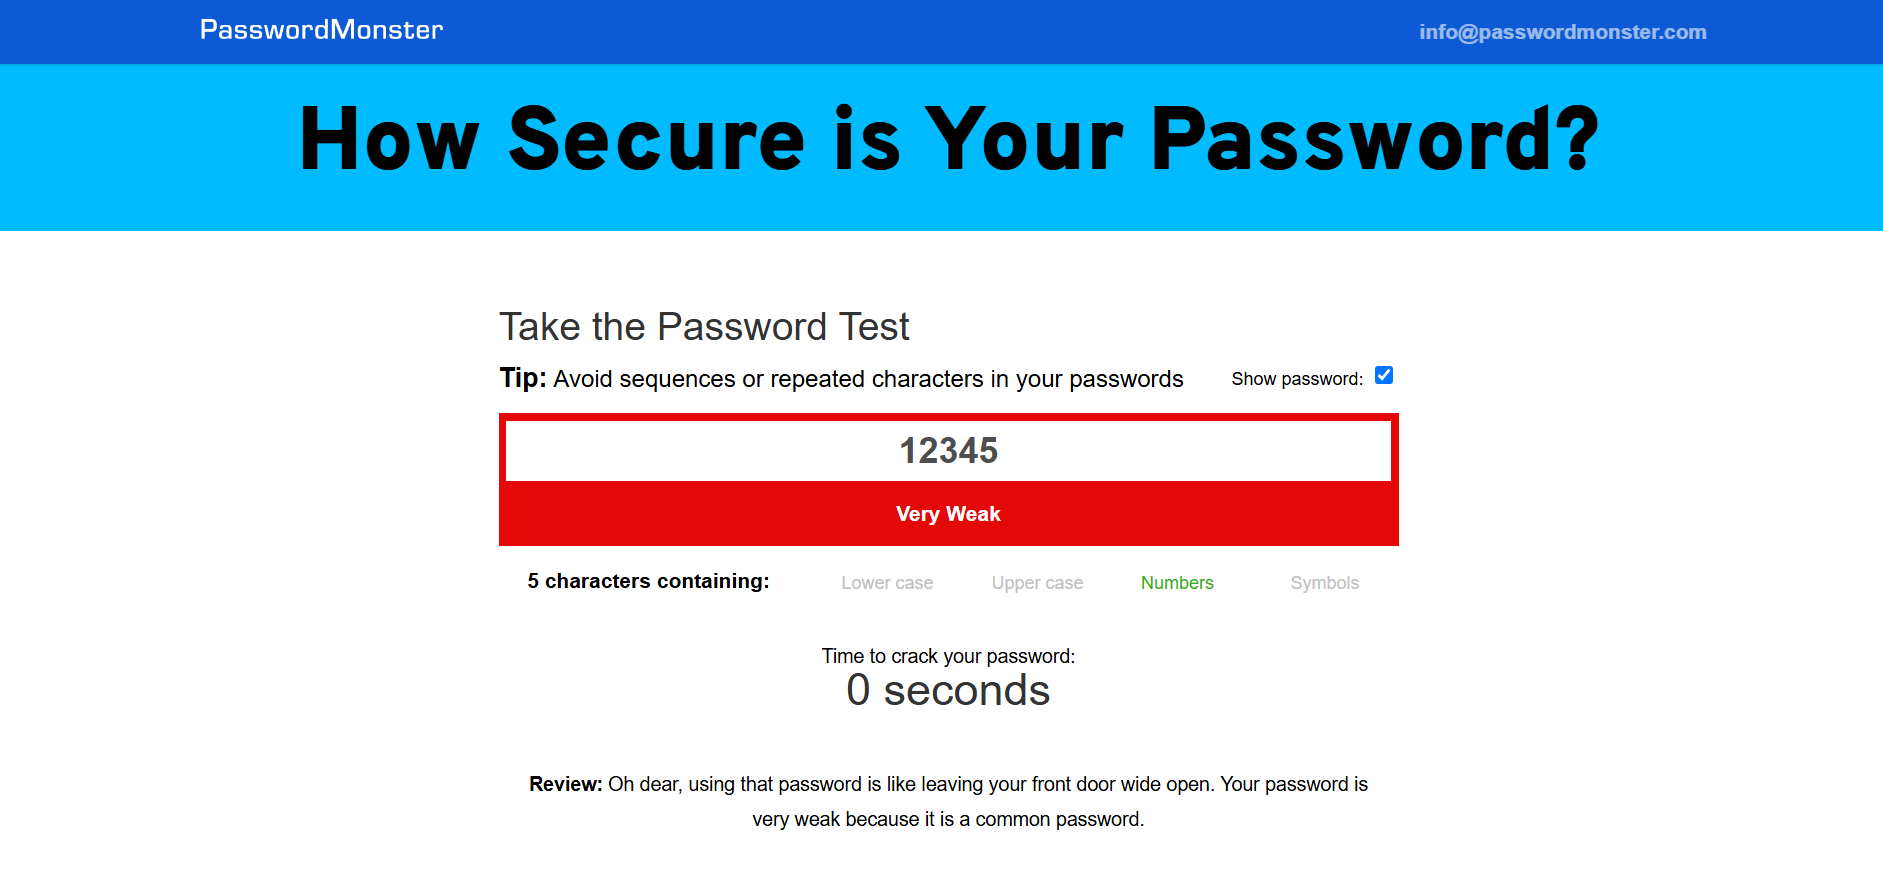 PasswordMonster
info@passwordmonster.com
How Secure is Your Password?
Take the Password Test
Tip: Avoid sequences or repeated characters in your passwords
Show password:
12345
Very Weak
5 characters containing:
Lower case
Upper case
Numbers
Symbols
Time to crack your password:
0 seconds
Review: Oh dear, using that password is like leaving your front door wide open. Your password is
very weak because it is a common password.